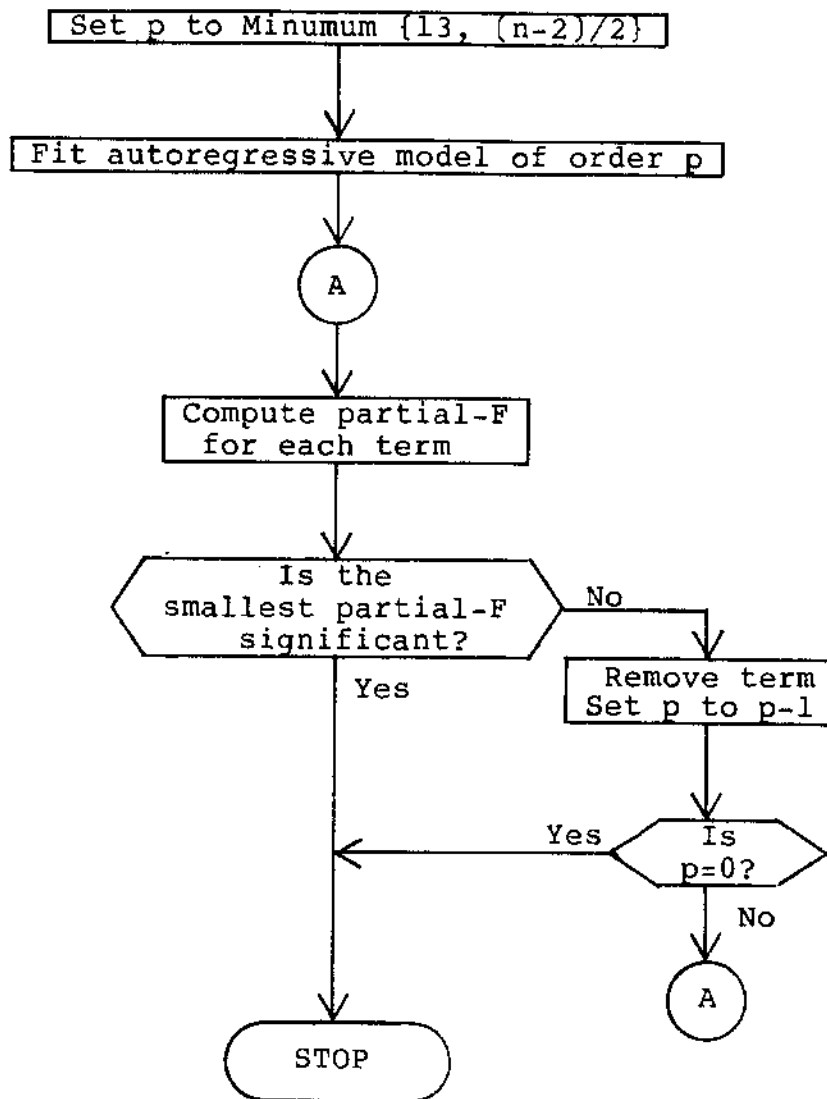 Set p to Minumum {13, (n-2)/2}
Fit autoregressive model of order p
A
Compute partial-F
for each term
Is the
smallest partial-F
significant?
No
Yes
Remove term
Set p to p-1
Is
p=0?
Yes
No
A
STOP